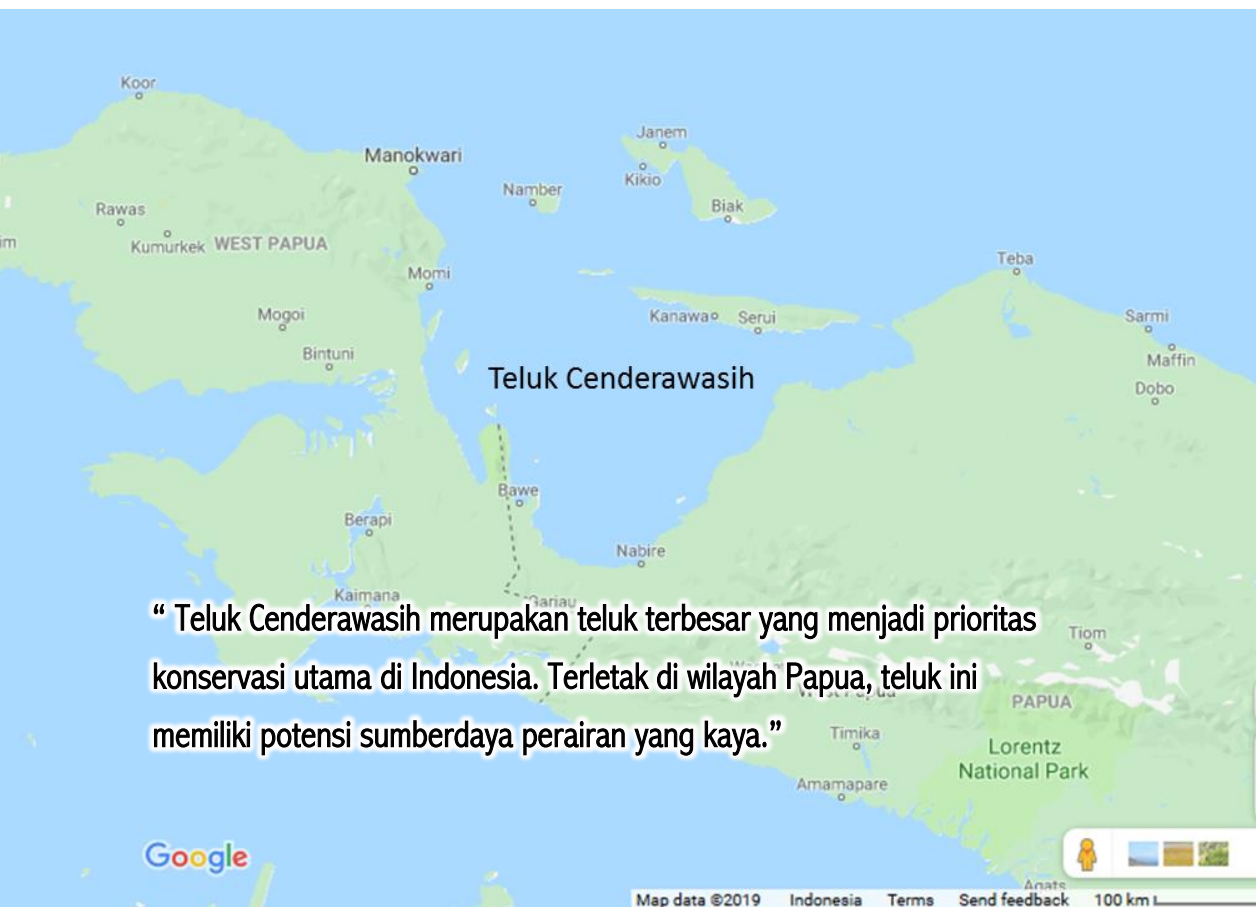 Koor
Manokwari
Janem
Kikio
Namber
Biak
Rawas
Kumurkek
WEST PAPUA
im
Momi
Teba
Mogoi
Kanawa
Serui
Sarmi
Bintuni
Maffin
Teluk Cenderawasih
Dobo
Bawe
Berapi
Nabire
Kaimana
Gariau
“ Teluk Cenderawasih merupakan teluk terbesar yang menjadi prioritas
konservasi utama di Indonesia. Terletak di wilayah Papua, teluk ini
memiliki potensi sumberdaya perairan yang kaya.”
Tiom
PAPUA
Timika
Lorentz
National Park
Amamapare
Google
Agats
Map data ©2019 Indonesia Terms Send feedback 100 km